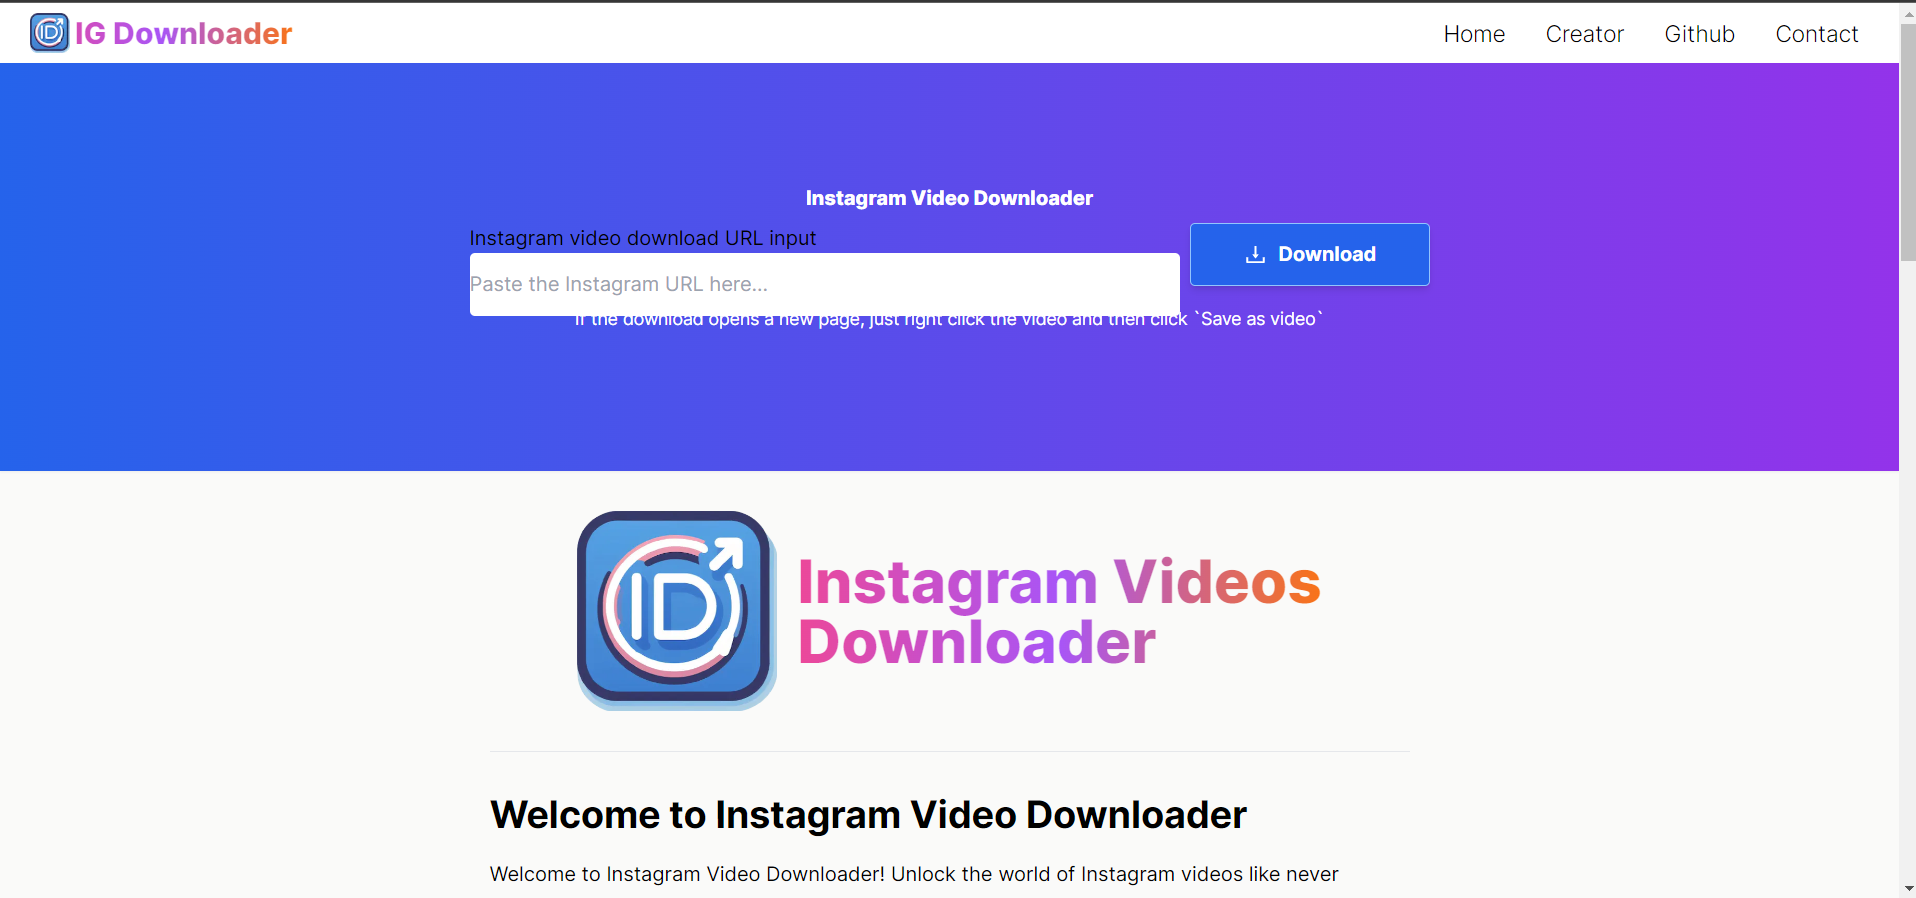 IG Downloader
Home Creator Github Contact
Instagram Video Downloader
Instagram video download URL input
Download
Paste the Instagram URL here...
If the download opens a new page, just right click the video and then click `Save as video`
ID
Instagram Videos
Downloader
Welcome to Instagram Video Downloader
Welcome to Instagram Video Downloader! Unlock the world of Instagram videos like never